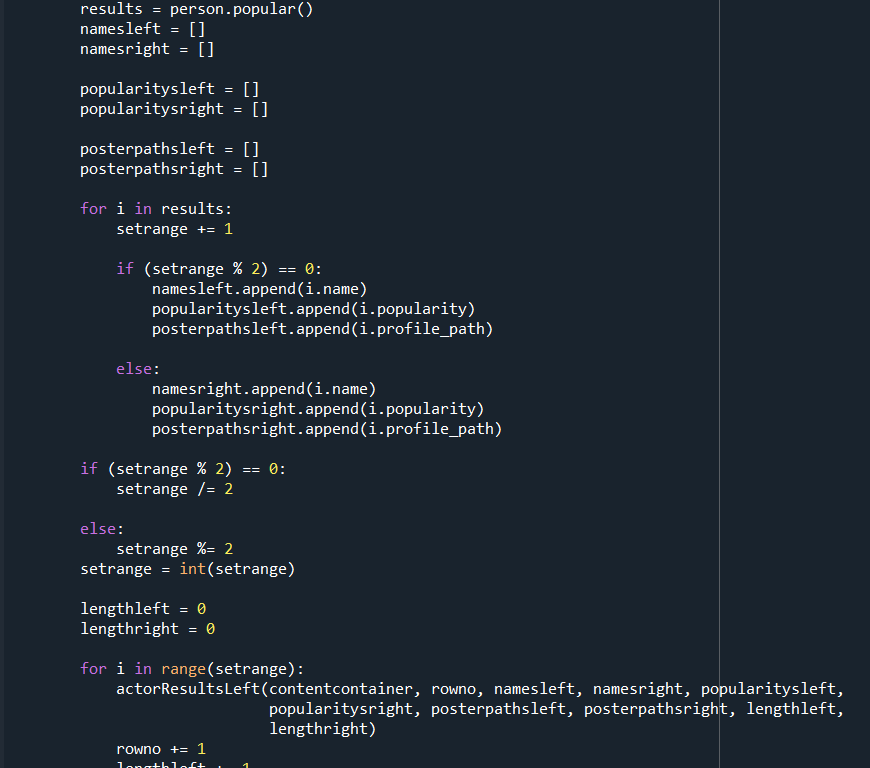 results = person.popular()
namesleft = []
namesright = []
popularitysleft = []
popularitysright = []
posterpathsleft = []
posterpathsright = []
for i in results:
setrange += 1
if (setrange % 2) == 0:
namesleft.append(i.name)
popularitysleft.append(i.popularity)
posterpathsleft.append(i.profile_path)
else:
namesright.append(i.name)
popularitysright.append(i.popularity)
posterpathsright.append(i.profile_path)
if (setrange % 2) == 0:
setrange /= 2
else:
setrange %= 2
setrange = int(setrange)
lengthleft = 0
lengthright = 0
for i in range(setrange):
actorResultsLeft(contentcontainer, rowno, namesleft, namesright, popularitysleft,
popularitysright, posterpathsleft, posterpathsright, lengthleft,
lengthright)
rowno += 1
lengthleft += 1